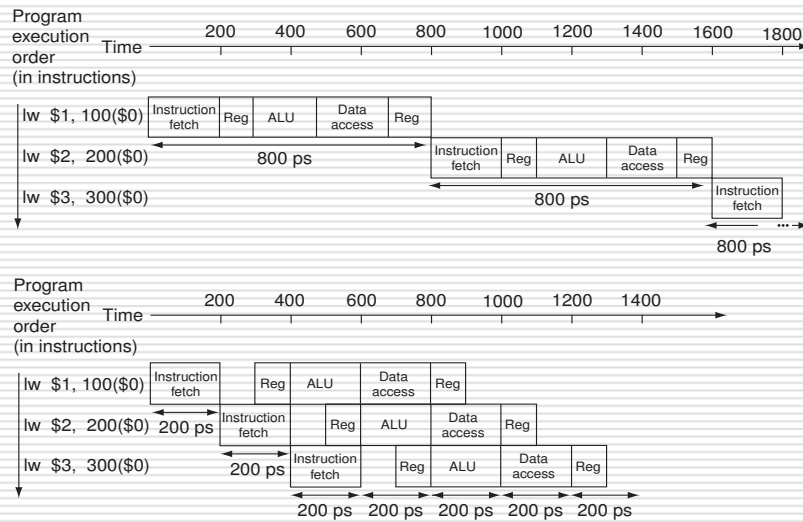 Program
execution
order
(in instructions)
Time
200 400 600 800 1000 1200 1400 1600 1800
lw $1, 100($0)
Instruction
fetch
Reg
ALU
Data
access
Reg
800 ps
lw $2, 200($0)
Instruction
fetch
Reg
ALU
Data
access
Reg
800 ps
lw $3, 300($0)
Instruction
fetch
...
800 ps
Program
execution
order
(in instructions)
Time
200 400 600 800 1000 1200 1400
lw $1, 100($0)
Instruction
fetch
Reg
ALU
Data
access
Reg
200 ps
lw $2, 200($0)
Instruction
fetch
Reg
ALU
Data
access
Reg
200 ps
lw $3, 300($0)
Instruction
fetch
Reg
ALU
Data
access
Reg
200 ps 200 ps 200 ps 200 ps 200 ps